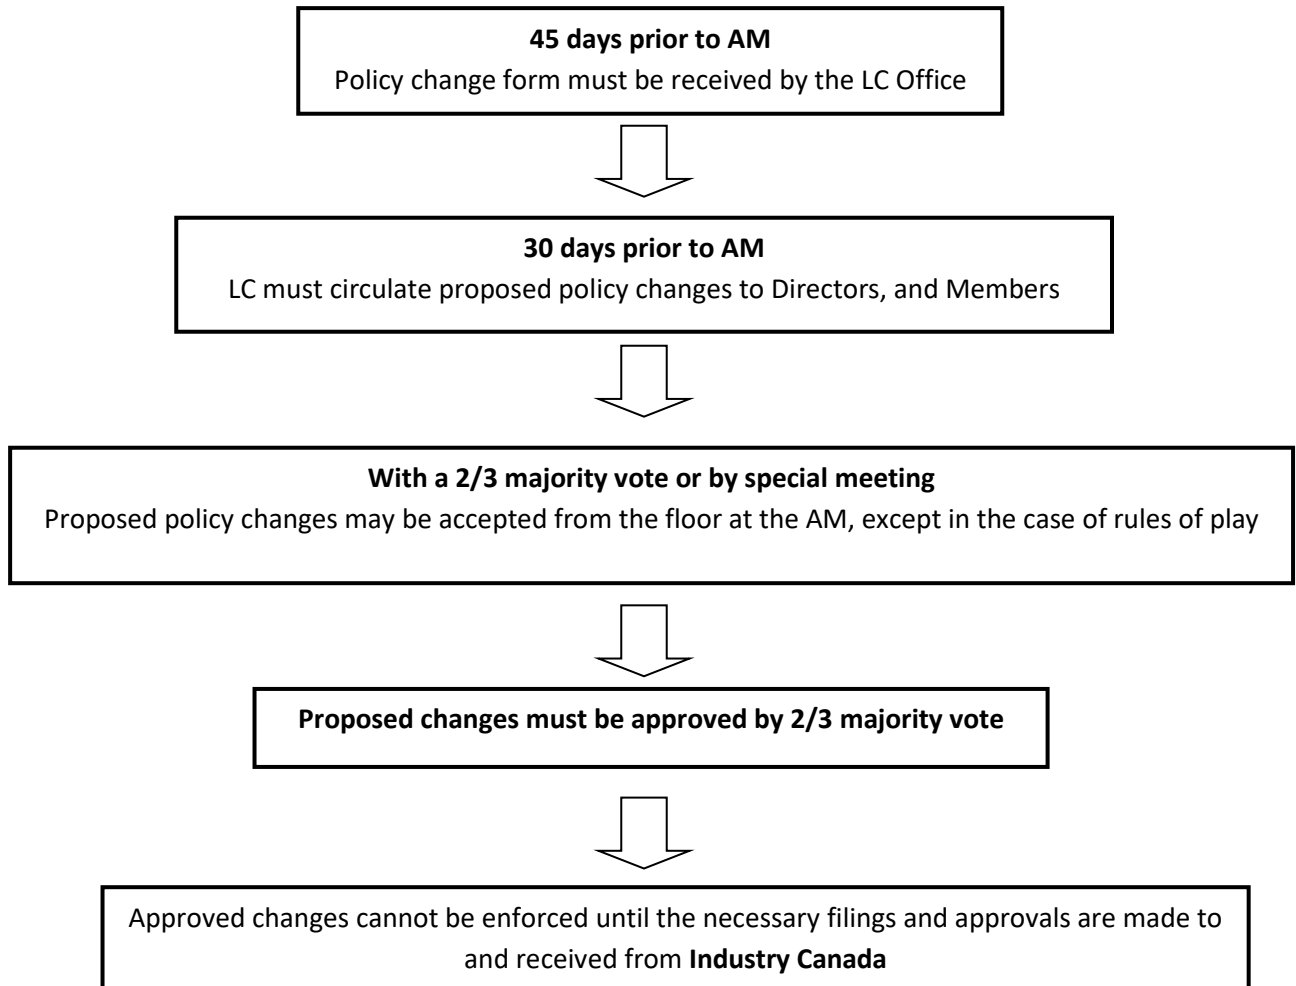 45 days prior to AM
Policy change form must be received by the LC Office
30 days prior to AM
LC must circulate proposed policy changes to Directors, and Members
With a 2/3 majority vote or by special meeting
Proposed policy changes may be accepted from the floor at the AM, except in the case of rules of play
Proposed changes must be approved by 2/3 majority vote
Approved changes cannot be enforced until the necessary filings and approvals are made to
and received from Industry Canada